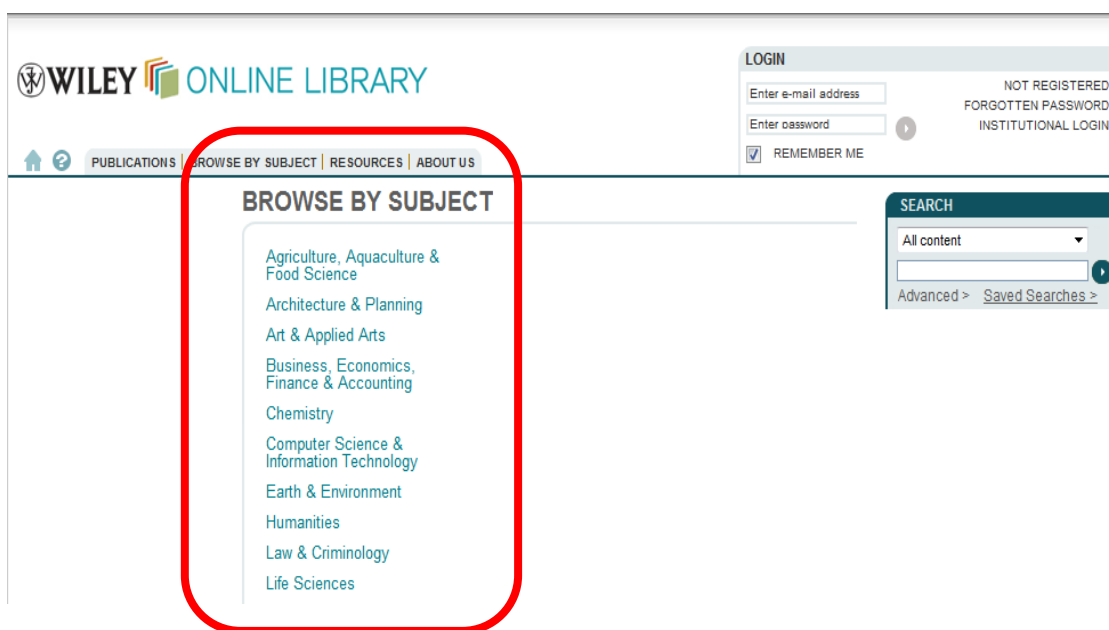 WILEY ONLINE LIBRARY
LOGIN
Enter e-mail address
NOT REGISTERED
FORGOTTEN PASSWORD
Enter password
INSTITUTIONAL LOGIN
REMEMBER ME
PUBLICATIONS | BROWSE BY SUBJECT | RESOURCES | ABOUT US
BROWSE BY SUBJECT
Agriculture, Aquaculture &
Food Science
Architecture & Planning
Art & Applied Arts
Business, Economics,
Finance & Accounting
Chemistry
Computer Science &
Information Technology
Earth & Environment
Humanities
Law & Criminology
Life Sciences
SEARCH
All content
Advanced > Saved Searches >